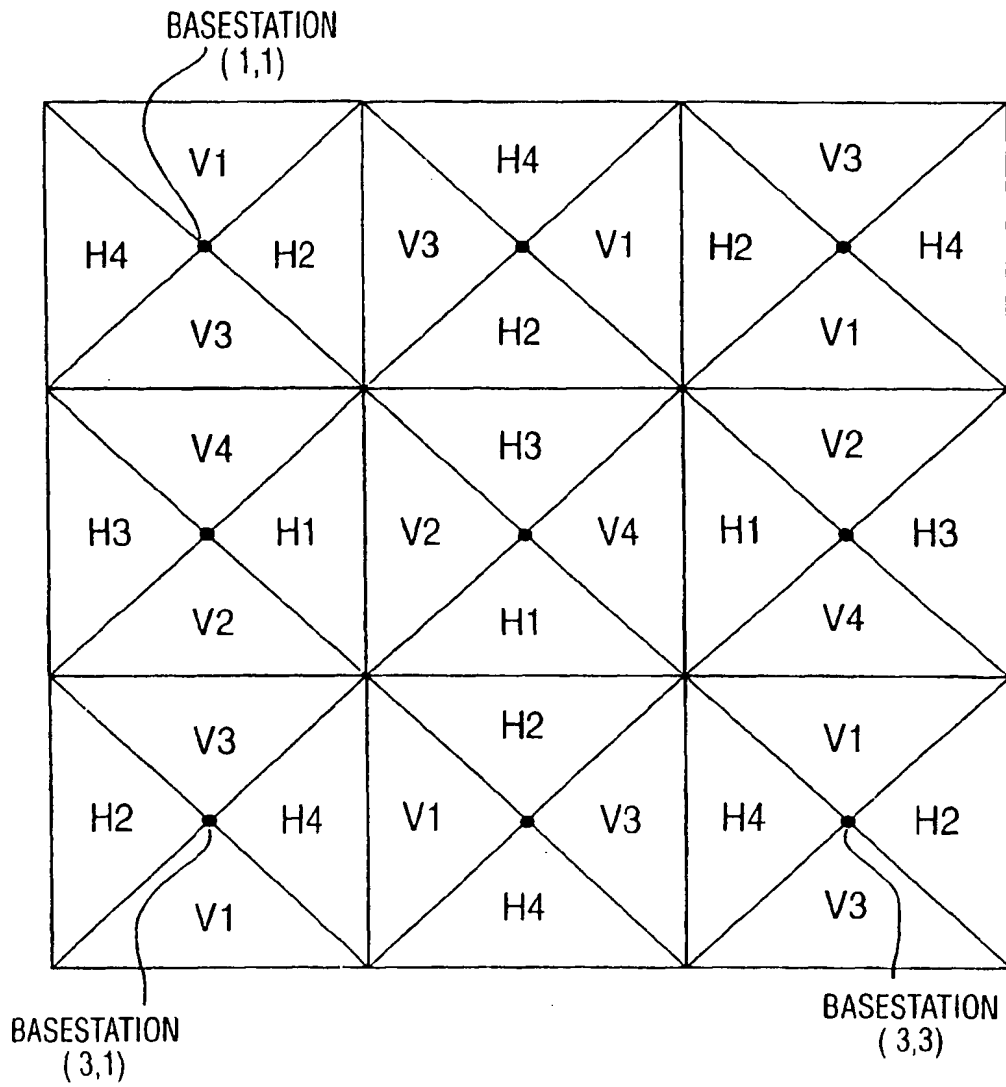 BASESTATION
(1,1)
V1 H4 V3
H4 H2 V3 V1 H2 H4
V3 H2 V1
V4 H3 V2
H3 H1 V2 V4 H1 H3
V2 H1 V4
V3 H2 V1
H2 H4 V1 V3 H4 H2
V1 H4 V3
BASESTATION
(3,1)
BASESTATION
(3,3)